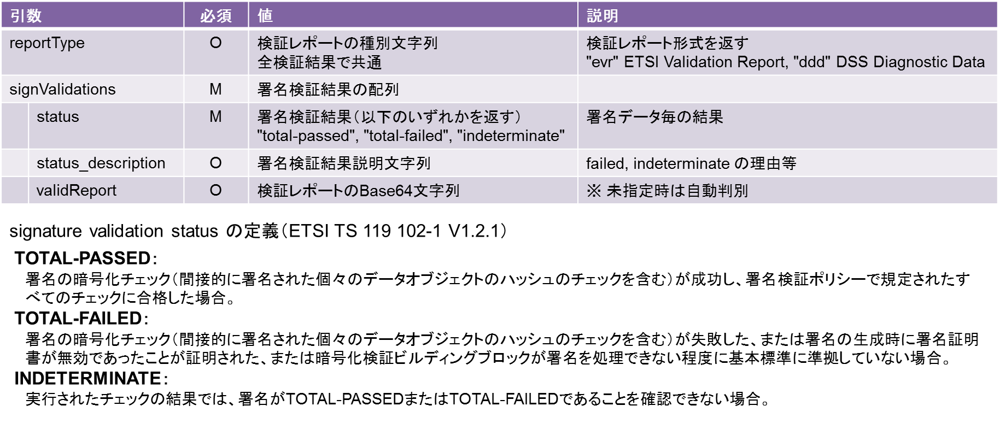 引数 必須 値 説明
reportType O 検証レポートの種別文字列 検証レポート形式を返す
全検証結果で共通 "evr" ETSI Validation Report, "ddd" DSS Diagnostic Data
signValidations M 署名検証結果の配列
status M 署名検証結果（以下のいずれかを返す） 署名データ毎の結果
"total-passed", "total-failed", "indeterminate"
status_description O 署名検証結果説明文字列 failed, indeterminate の理由等
validReport O 検証レポートのBase64文字列 ※ 未指定時は自動判別
signature validation status の定義（ETSI TS 119 102-1 V1.2.1）
TOTAL-PASSED：
署名の暗号化チェック（間接的に署名された個々のデータオブジェクトのハッシュのチェックを含む）が成功し、署名検証ポリシーで規定されたす
べてのチェックに合格した場合。
TOTAL-FAILED：
署名の暗号化チェック（間接的に署名された個々のデータオブジェクトのハッシュのチェックを含む）が失敗した、または署名の生成時に署名証明
書が無効であったことが証明された、または暗号化検証ビルディングブロックが署名を処理できない程度に基本標準に準拠していない場合。
INDETERMINATE：
実行されたチェックの結果では、署名がTOTAL-PASSEDまたはTOTAL-FAILEDであることを確認できない場合。